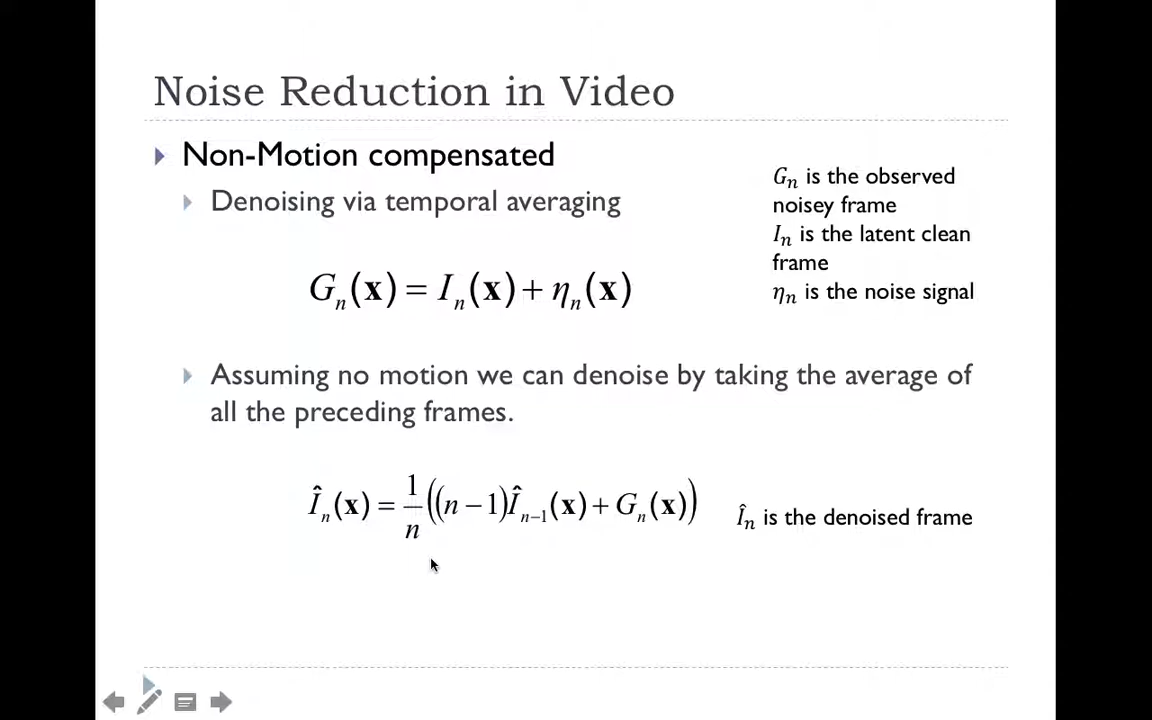 Noise Reduction in Video
Non-Motion compensated
Denoising via temporal averaging
Gₙ is the observed
noisey frame
Iₙ is the latent clean
frame
ηₙ is the noise signal
Gₙ(x) = Iₙ(x) + ηₙ(x)
Assuming no motion we can denoise by taking the average of
all the preceding frames.
Îₙ(x) = 1/n ((n − 1)Îₙ₋₁(x) + Gₙ(x))
Îₙ is the denoised frame